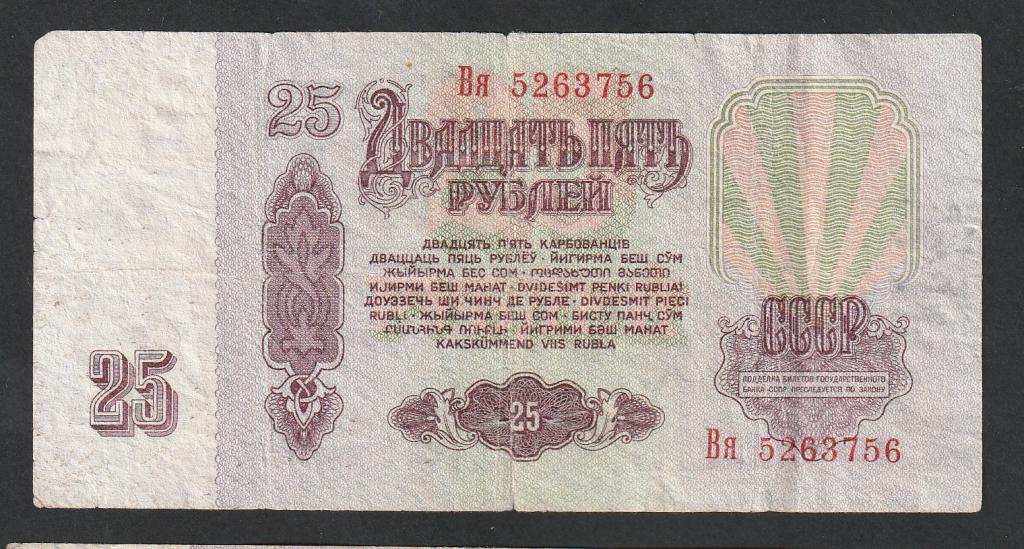 Вя 5263756
25
ДВАДЦАТЬ ПЯТЬ
РУБЛЕЙ
ДВАДЦЯТЬ П'ЯТЬ КАРБОВАНЦІВ
ДВАЦЦАЦЬ ПЯЦЬ РУБЛЁЎ · ЙИГИРМА БЕШ СЎМ
ЖЫЙЫРМА БЕС СОМ · ოცდახუთი მანეთი
ИЈИРМИ БЕШ МАНАТ · DVIDEŠIMT PENKI RUBLIAI
ДОУЗЭЧЬ ШИ ЧИНЧ ДЕ РУБЛЕ · DIVDESMIT PIECI
RUBĻI · ЖЫЙЫРМА БЕШ СОМ · БИСТУ ПАНҶ СӮМ
ՔՍԱՆՀԻՆԳ ՌՈՒԲԼԻ · ЙИГРИМИ БӘШ МАНАТ
KAKSKÜMMEND VIIS RUBLA
СССР
ПОДДЕЛКА БИЛЕТОВ ГОСУДАРСТВЕННОГО
БАНКА СССР ПРЕСЛЕДУЕТСЯ ПО ЗАКОНУ
25
25
Вя 5263756